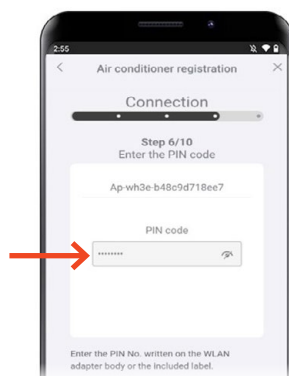 2:55
Air conditioner registration
Connection
Step 6/10
Enter the PIN code
Ap-wh3e-b48c9d718ee7
PIN code
········
Enter the PIN No. written on the WLAN
adapter body or the included label.